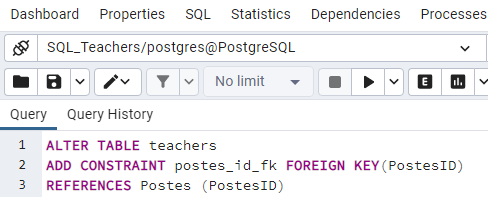 Dashboard Properties SQL Statistics Dependencies Processes
SQL_Teachers/postgres@PostgreSQL
No limit E
Query Query History
1 ALTER TABLE teachers
2 ADD CONSTRAINT postes_id_fk FOREIGN KEY(PostesID)
3 REFERENCES Postes (PostesID)